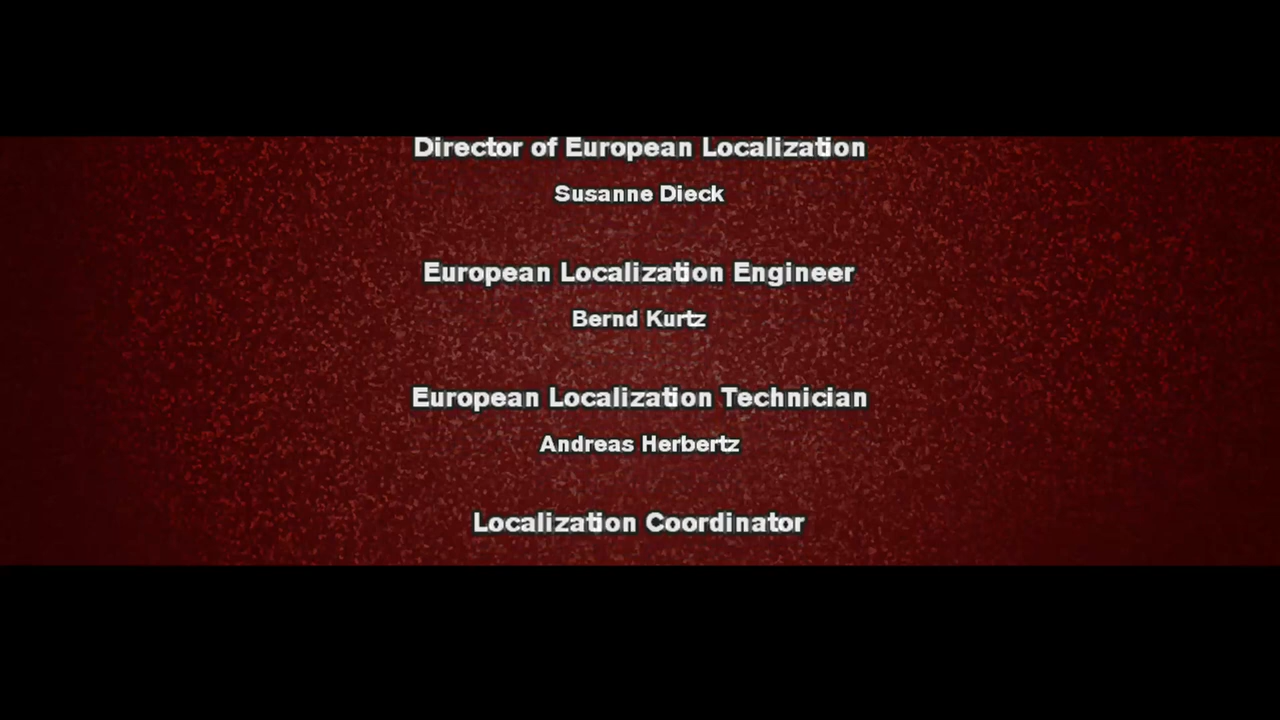 Director of European Localization
Susanne Dieck
European Localization Engineer
Bernd Kurtz
European Localization Technician
Andreas Herbertz
Localization Coordinator